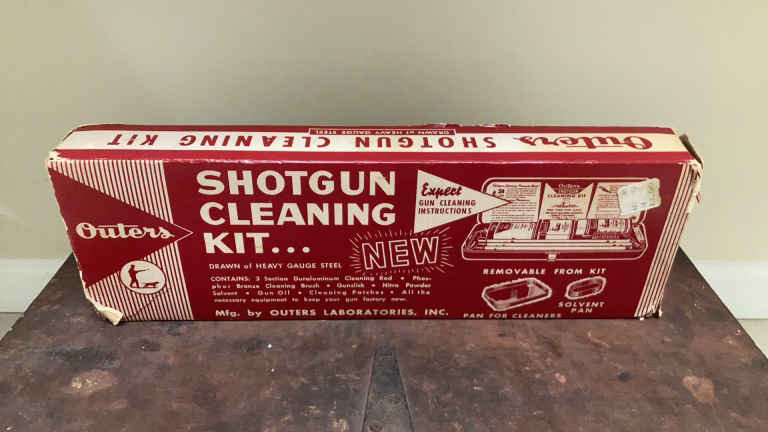 Outers SHOTGUN CLEANING KIT
DRAWN of HEAVY GAUGE STEEL
Outers
SHOTGUN
CLEANING
KIT...
DRAWN of HEAVY GAUGE STEEL
CONTAINS: 3 Section Duraluminum Cleaning Rod • Phos-
phor Bronze Cleaning Brush • Gunslick • Nitro Powder
Solvent • Gun Oil • Cleaning Patches • All the
necessary equipment to keep your gun factory new.
Mfg. by OUTERS LABORATORIES, INC.
NEW
Expert
GUN CLEANING
INSTRUCTIONS
Outers
CLEANING KIT
REMOVABLE FROM KIT
PAN FOR CLEANERS
SOLVENT
PAN